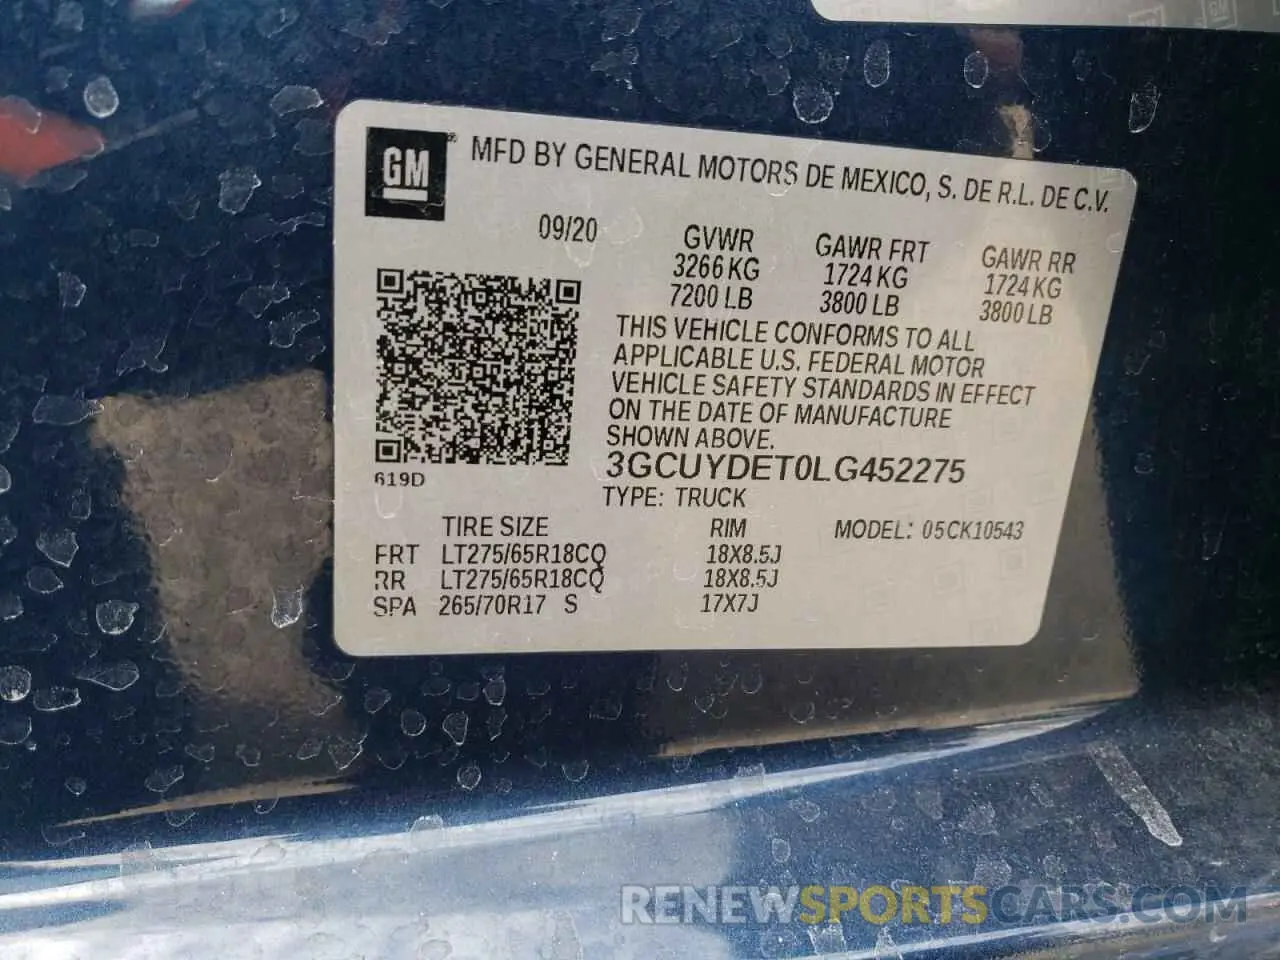 GM® MFD BY GENERAL MOTORS DE MEXICO, S. DE R.L. DE C.V.
09/20
GVWR GAWR FRT GAWR RR
3266 KG 1724 KG 1724 KG
7200 LB 3800 LB 3800 LB
THIS VEHICLE CONFORMS TO ALL
APPLICABLE U.S. FEDERAL MOTOR
VEHICLE SAFETY STANDARDS IN EFFECT
ON THE DATE OF MANUFACTURE
SHOWN ABOVE.
3GCUYDET0LG452275
619D
TYPE: TRUCK
TIRE SIZE RIM MODEL: 05CK10543
FRT LT275/65R18CQ 18X8.5J
RR LT275/65R18CQ 18X8.5J
SPA 265/70R17 S 17X7J
RENEWSPORTSCARS.COM